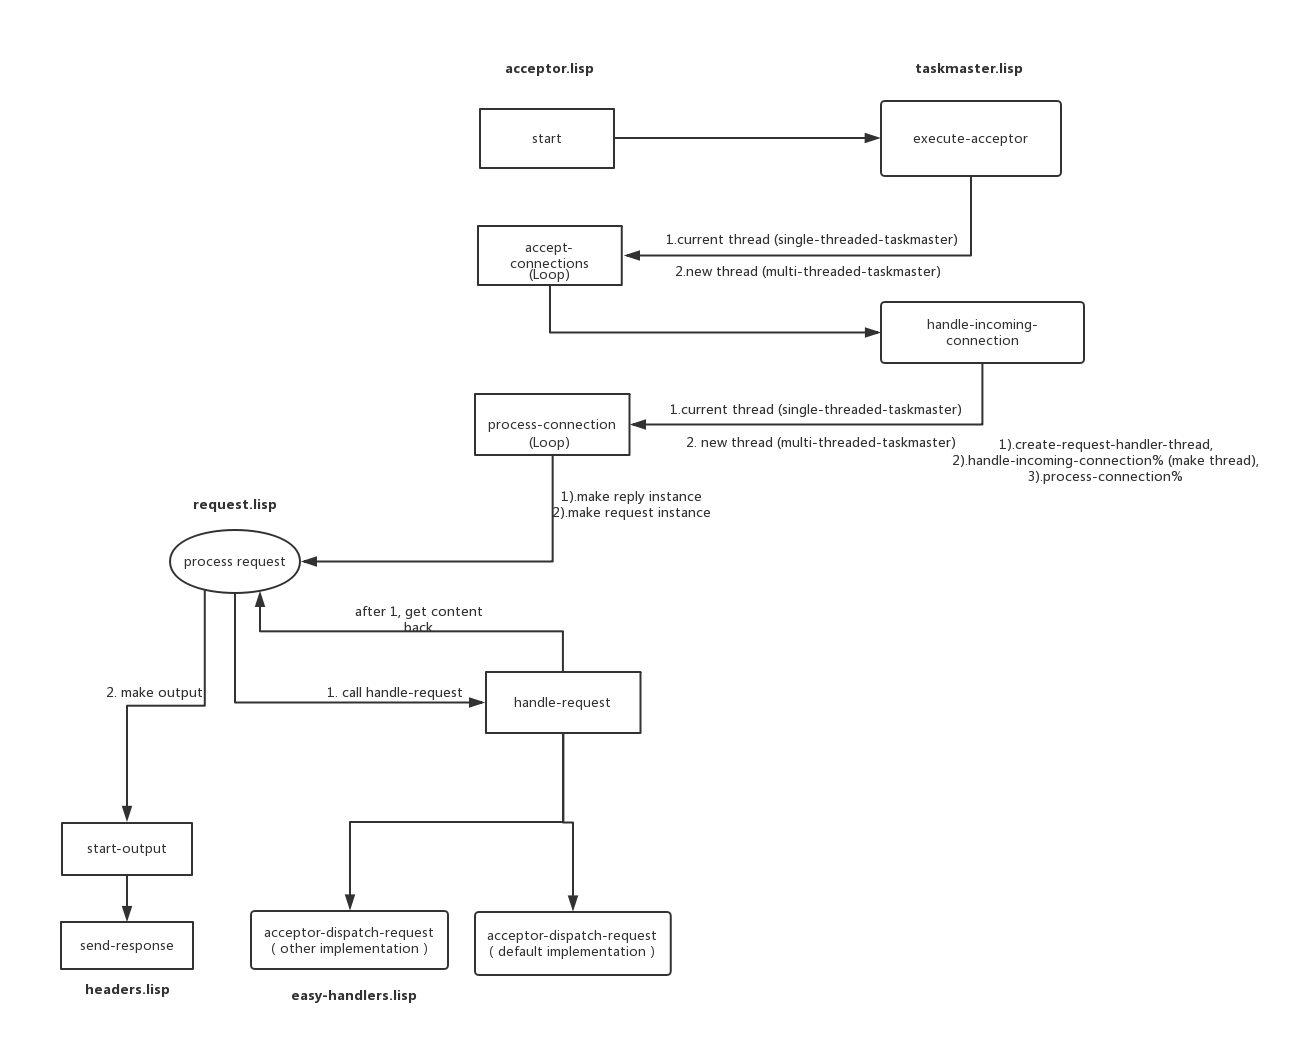 acceptor.lisp
taskmaster.lisp
start
execute-acceptor
1.current thread (single-threaded-taskmaster)
accept-
connections
(Loop)
2.new thread (multi-threaded-taskmaster)
handle-incoming-
connection
1.current thread (single-threaded-taskmaster)
process-connection
(Loop)
2. new thread (multi-threaded-taskmaster)
1).create-request-handler-thread,
2).handle-incoming-connection% (make thread),
3).process-connection%
1).make reply instance
2).make request instance
request.lisp
process request
after 1, get content
back
2. make output
1. call handle-request
handle-request
start-output
acceptor-dispatch-request
( other implementation )
acceptor-dispatch-request
( default implementation )
send-response
headers.lisp
easy-handlers.lisp